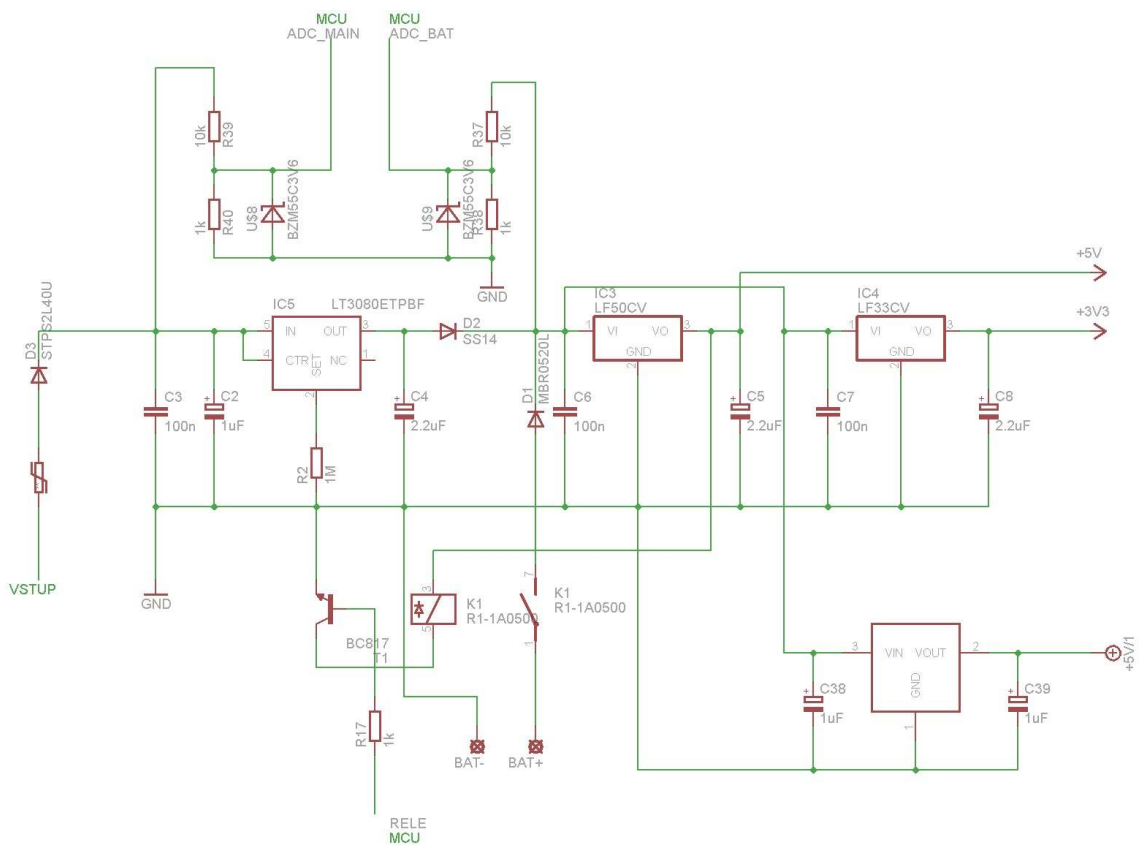 MCU
ADC_MAIN
MCU
ADC_BAT
10k
R39
R37
10k
1k
R40
U$8
BZM55C3V6
U$9
BZM55C3V6
R38
1k
GND
D3
STPS2L40U
IC5
LT3080ETPBF
5
IN
OUT
3
4
CTR
SET
NC
1
2
D2
SS14
IC3
LF50CV
1
VI
VO
3
GND
2
IC4
LF33CV
1
VI
VO
3
GND
2
+5V
+3V3
C3
100n
C2
1uF
C4
2.2uF
D1
MBR0520L
C6
100n
C5
2.2uF
C7
100n
C8
2.2uF
R2
1M
VSTUP
GND
3
5
K1
R1-1A0500
7
1
K1
R1-1A0500
BC817
T1
R17
1k
BAT-
BAT+
RELE
MCU
3
VIN
VOUT
2
GND
1
C38
1uF
C39
1uF
+5V/1